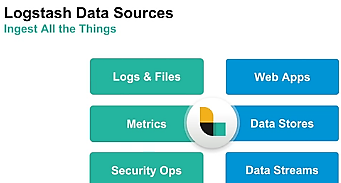 Logstash Data Sources
Ingest All the Things
Logs & Files
Web Apps
Metrics
Data Stores
Security Ops
Data Streams